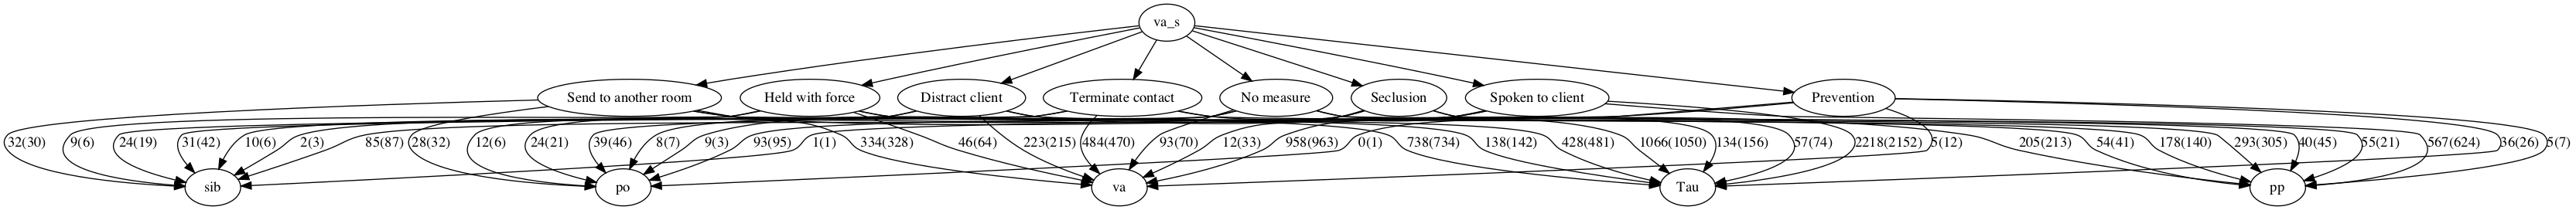 va_s
Send to another room
Held with force
Distract client
Terminate contact
No measure
Seclusion
Spoken to client
Prevention
32(30)
9(6)
24(19)
31(42)
10(6)
2(3)
85(87)
28(32)
12(6)
24(21)
39(46)
8(7)
9(3)
93(95)
1(1)
334(328)
46(64)
223(215)
484(470)
93(70)
12(33)
958(963)
0(1)
738(734)
138(142)
428(481)
1066(1050)
134(156)
57(74)
2218(2152)
5(12)
205(213)
54(41)
178(140)
293(305)
40(45)
55(21)
567(624)
36(26)
5(7)
sib
po
va
Tau
pp